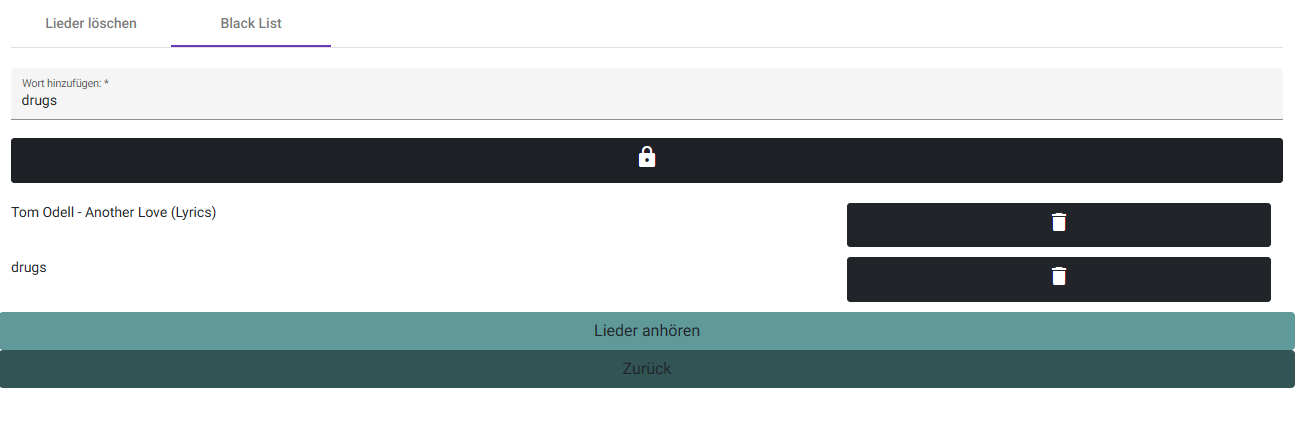 Lieder löschen
Black List
Wort hinzufügen: *
drugs
Tom Odell - Another Love (Lyrics)
drugs
Lieder anhören
Zurück